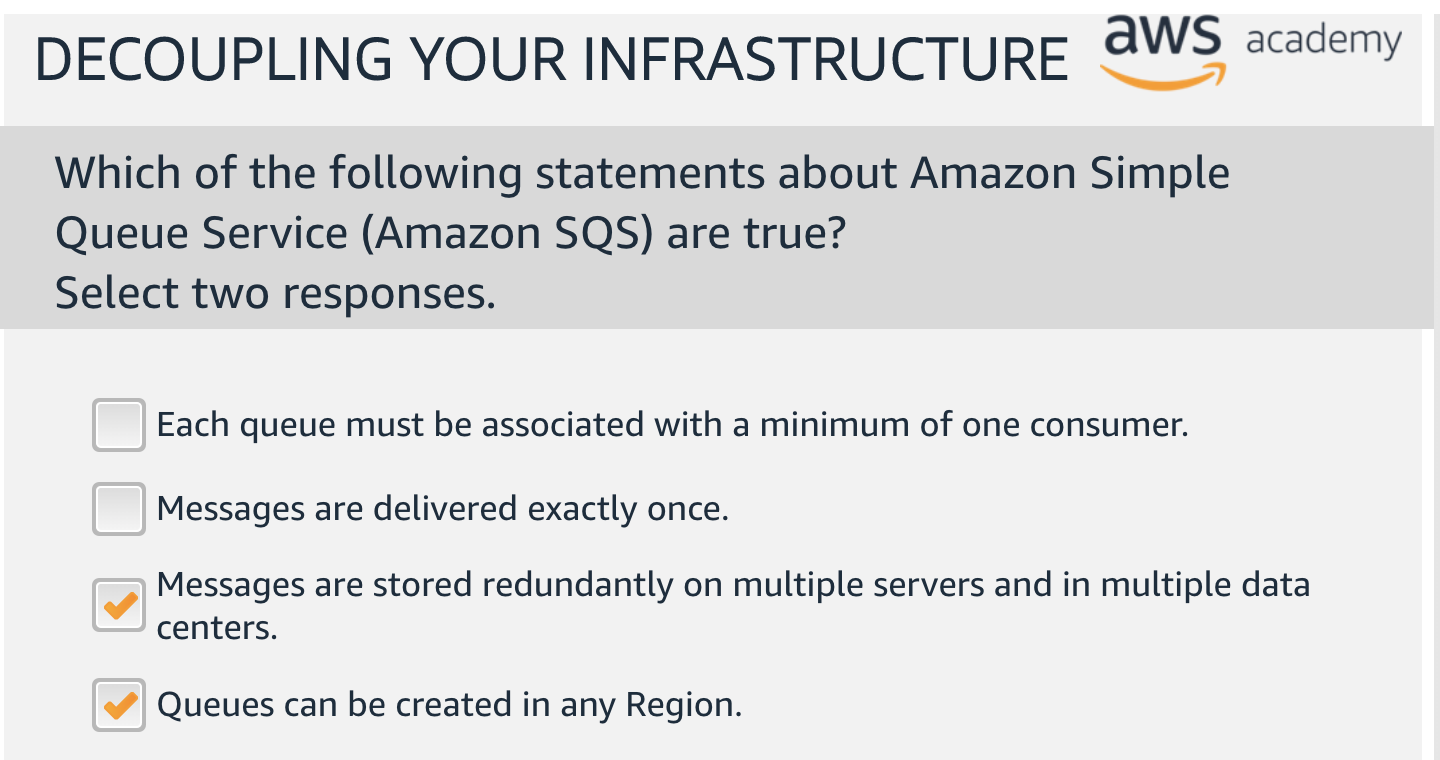 DECOUPLING YOUR INFRASTRUCTURE
aws academy
Which of the following statements about Amazon Simple
Queue Service (Amazon SQS) are true?
Select two responses.
Each queue must be associated with a minimum of one consumer.
Messages are delivered exactly once.
Messages are stored redundantly on multiple servers and in multiple data
centers.
Queues can be created in any Region.